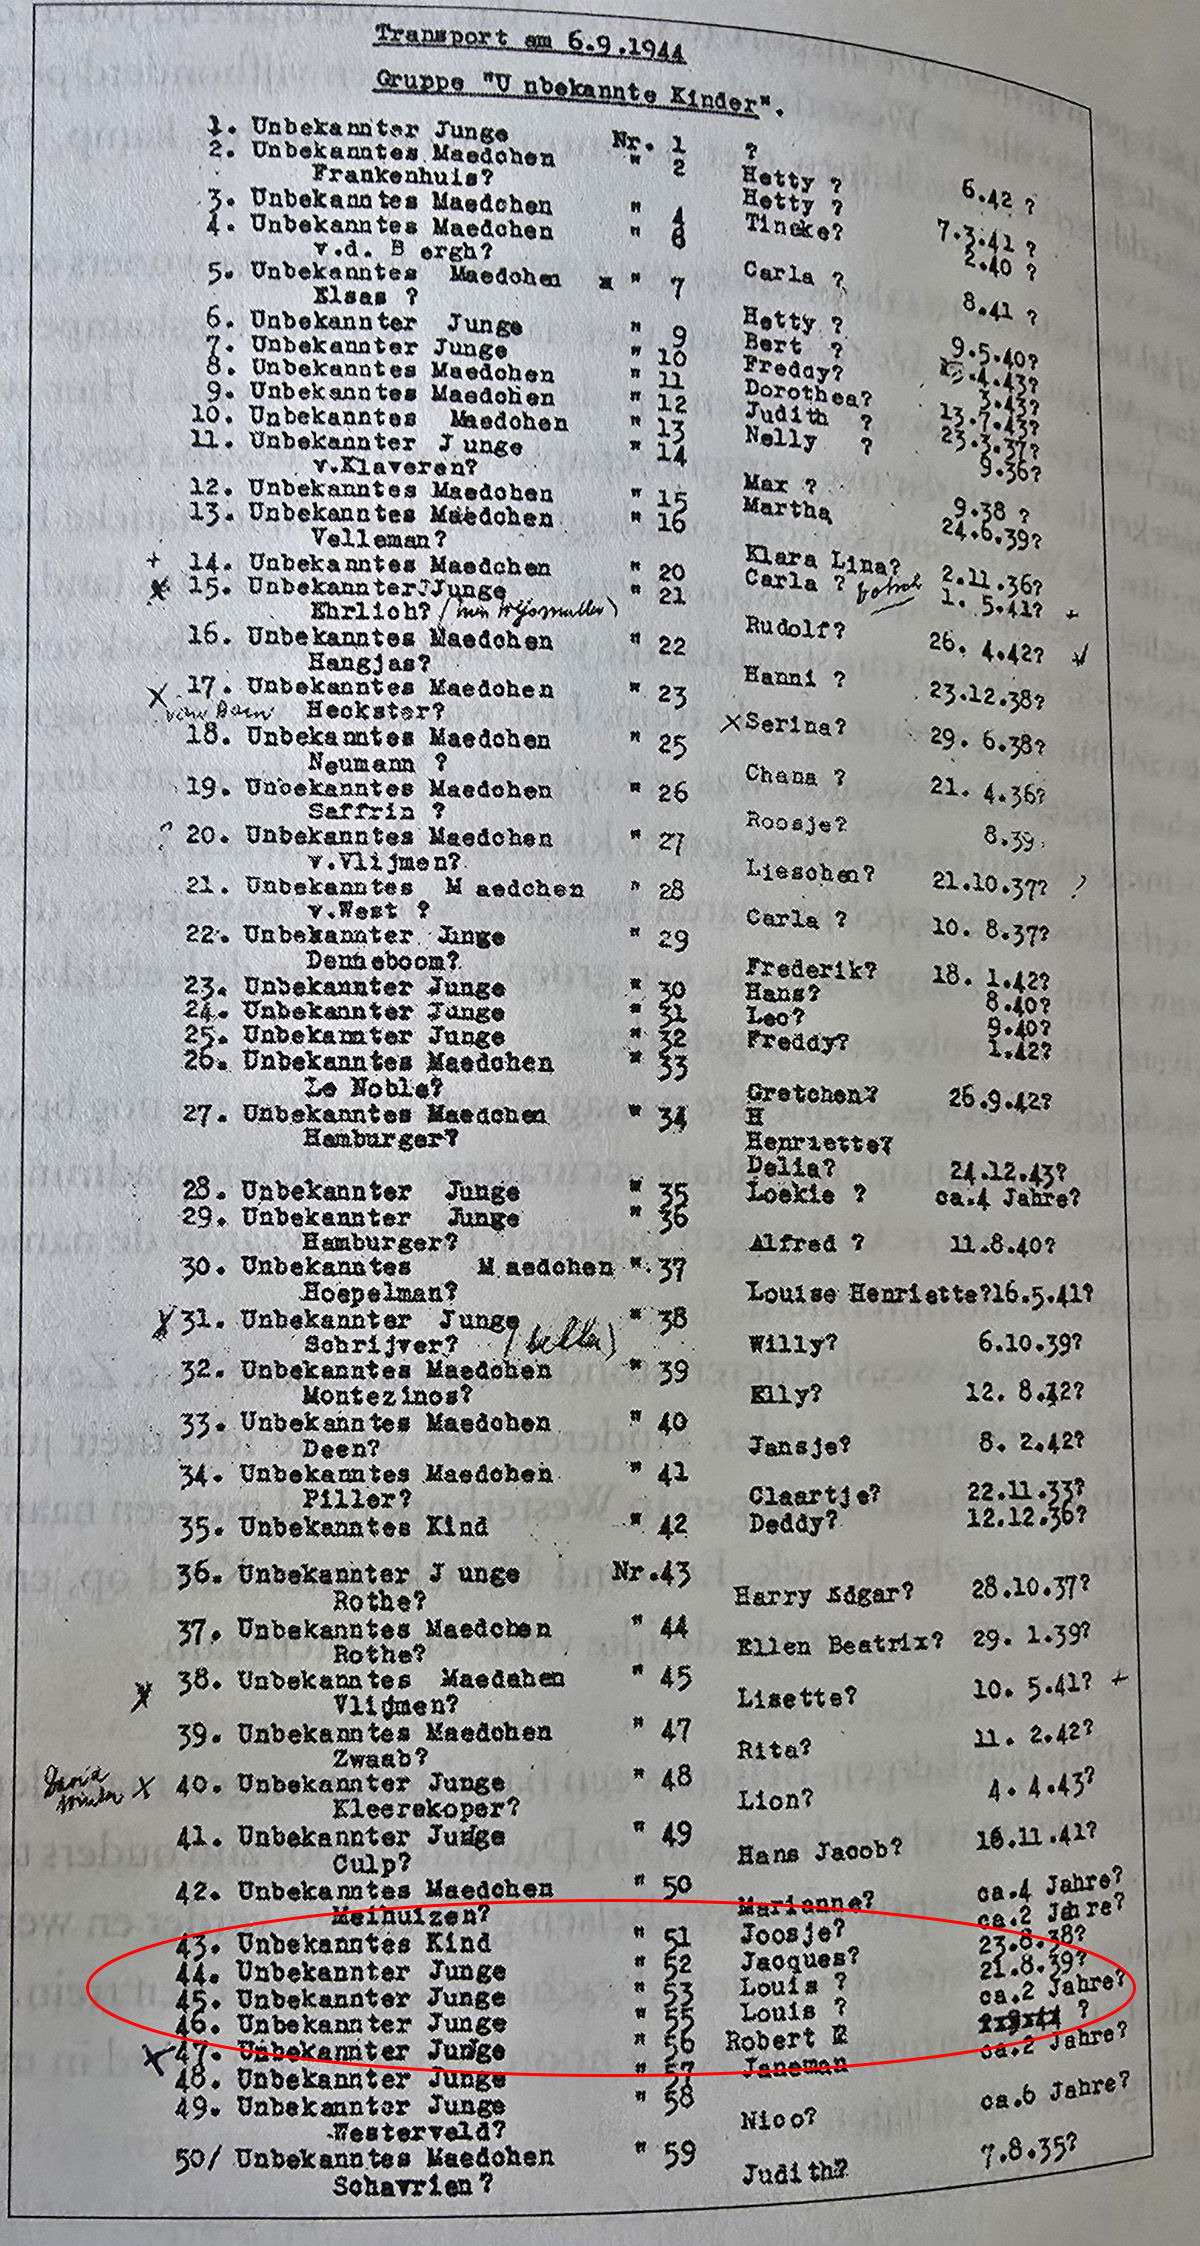 Transport am 6.9.1944
Gruppe "U nbekannte Kinder".
1. Unbekannter Junge Nr. 1 ?
2. Unbekanntes Maedchen " 2 Hetty ?
Frankenhuis? Hetty ? 6.42 ?
3. Unbekanntes Maedchen " 4 Tineke? 7.3.41 ?
4. Unbekanntes Maedchen " 6 2.40 ?
v.d. B ergh? Carla ?
5. Unbekanntes Maedchen " 7 8.41 ?
Elsas ? Hetty ?
6. Unbekannter Junge " 9 Bert ? 9.5.40?
7. Unbekannter Junge " 10 Freddy? .4.43?
8. Unbekanntes Maedchen " 11 Dorothea? 3.43?
9. Unbekanntes Maedchen " 12 Judith ? 13.7.43?
10. Unbekanntes Maedchen " 13 Nelly ? 23.3.37?
11. Unbekannter J unge " 14 9.36?
v.Klaveren? Max ? 9.38 ?
12. Unbekanntes Maedchen " 15 Martha 24.6.39?
13. Unbekanntes Maedchen " 16
Velleman? Klara Lina? 2.11.36?
+ 14. Unbekanntes Maedchen " 20 Carla ? 1. 5.41? +
x 15. Unbekannter?Junge " 21
Ehrlich? Rudolf? 26. 4.42?
16. Unbekanntes Maedchen " 22
Hangjas? Hanni ? 23.12.38?
X 17. Unbekanntes Maedchen " 23
van Dam Heckster? X Serina? 29. 6.38?
18. Unbekanntes Maedchen " 25
Neumann ? Chana ? 21. 4.36?
19. Unbekanntes Maedchen " 26
Saffrin ? Roosje? 8.39.
? 20. Unbekanntes Maedchen " 27
v.Vlijmen? Lieschen? 21.10.37? ?
21. Unbekanntes M aedchen " 28
v.West ? Carla ? 10. 8.37?
22. Unbekannter Junge " 29
Denneboom? Frederik? 18. 1.42?
23. Unbekannter Junge " 30 Hans? 8.40?
24. Unbekannter Junge " 31 Leo? 9.40?
25. Unbekannter Junge " 32 Freddy? 1.42?
26. Unbekanntes Maedchen " 33
Le Noble? Gretchen? 26.9.42?
27. Unbekanntes Maedchen " 34 H
Hamburger? Henriette?
Delia? 24.12.43?
28. Unbekannter Junge " 35 Loekie ? ca.4 Jahre?
29. Unbekannter Junge " 36
Hamburger? Alfred ? 11.8.40?
30. Unbekanntes M aedchen " 37
Hoepelman? Louise Henriette?16.5.41?
X 31. Unbekannter Junge " 38
Schrijver? Willy? 6.10.39?
32. Unbekanntes Maedchen " 39
Montezinos? Elly? 12. 8.42?
33. Unbekanntes Maedchen " 40
Deen? Jansje? 8. 2.42?
34. Unbekanntes Maedchen " 41
Piller? Claartje? 22.11.33?
35. Unbekanntes Kind " 42 Deddy? 12.12.36?
36. Unbekannter J unge Nr.43
Rothe? Harry Edgar? 28.10.37?
37. Unbekanntes Maedchen " 44
Rothe? Ellen Beatrix? 29. 1.39?
x 38. Unbekanntes Maedahen " 45
Vlijmen? Lisette? 10. 5.41? +
39. Unbekanntes Maedchen " 47
Zwaab? Rita? 11. 2.42?
X 40. Unbekannter Junge " 48
Kleerekoper? Lion? 4. 4.43?
41. Unbekannter Junge " 49
Culp? Hans Jacob? 16.11.41?
42. Unbekanntes Maedchen " 50
Meihuizen? Marianne? ca.4 Jahre?
43. Unbekanntes Kind " 51 Joosje? ca.2 Jahre?
44. Unbekannter Junge " 52 Jacques? 23.8.38?
45. Unbekannter Junge " 53 Louis ? 21.8.39?
46. Unbekannter Junge " 55 Louis ? ca.2 Jahre?
X 47. Unbekannter Junge " 56 Robert ?
48. Unbekannter Junge " 57 Janeman ca.2 Jahre?
49. Unbekannter Junge " 58
Westerveld? Nico? ca.6 Jahre?
50/ Unbekanntes Maedchen " 59
Schavrien? Judith? 7.8.35?